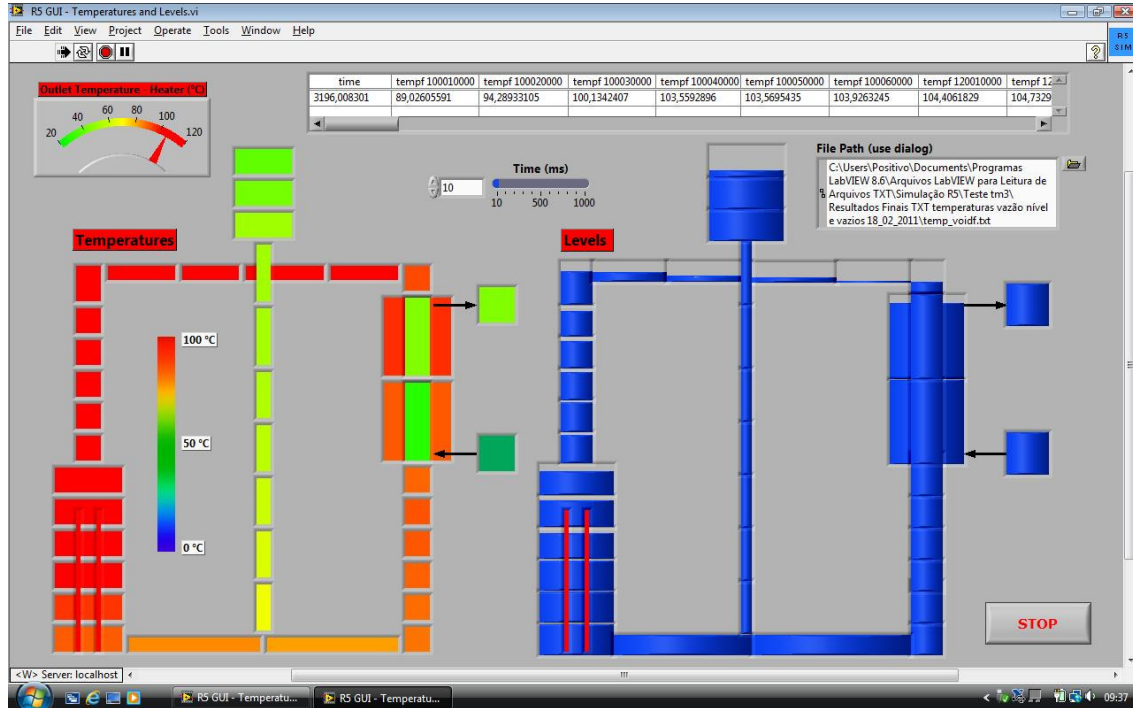 R5 GUI - Temperatures and Levels.vi
File Edit View Project Operate Tools Window Help
R5
SIM
?
Outlet Temperature - Heater (°C)
20 40 60 80 100 120
time tempf 100010000 tempf 100020000 tempf 100030000 tempf 100040000 tempf 100050000 tempf 100060000 tempf 120010000 tempf 12
3196,008301 89,02605591 94,28933105 100,1342407 103,5592896 103,5695435 103,9263245 104,4061829 104,7329
Time (ms)
10
10 500 1000
File Path (use dialog)
C:\Users\Positivo\Documents\Programas
LabVIEW 8.6\Arquivos LabVIEW para Leitura de
Arquivos TXT\Simulação R5\Teste tm3\
Resultados Finais TXT temperaturas vazão nível
e vazios 18_02_2011\temp_voidf.txt
Temperatures
Levels
100 °C
50 °C
0 °C
STOP
<W> Server: localhost
R5 GUI - Temperatu...
R5 GUI - Temperatu...
09:37